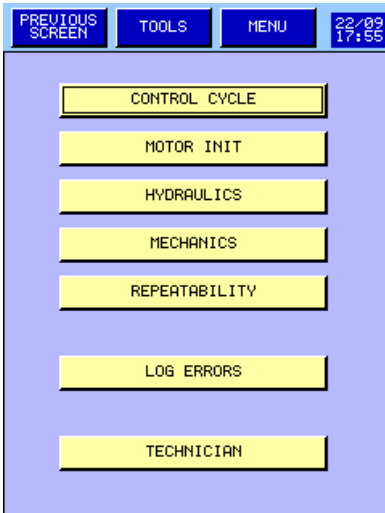 PREVIOUS
SCREEN
TOOLS
MENU
22/09
17:55
CONTROL CYCLE
MOTOR INIT
HYDRAULICS
MECHANICS
REPEATABILITY
LOG ERRORS
TECHNICIAN